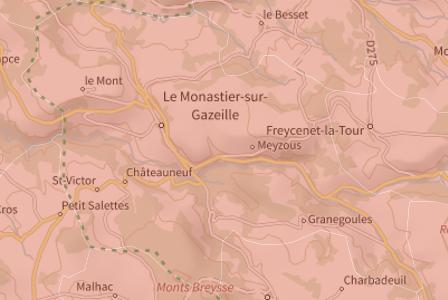 le Besset
D275
Mo
nce
le Mont
Le Monastier-sur-
Gazeille
Freycenet-la-Tour
Meyzous
Châteauneuf
St-Victor
Petit Salettes
Cros
Granegoules
R
Charbadeuil
Malhac
Monts Breysse